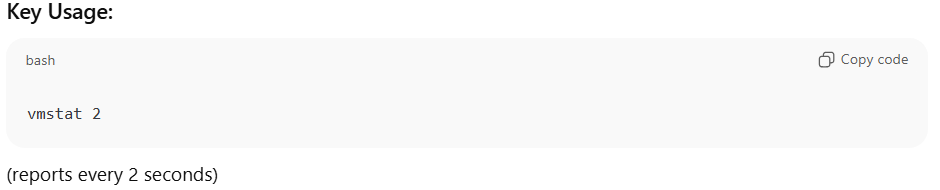 Key Usage:
bash
Copy code
vmstat 2
(reports every 2 seconds)